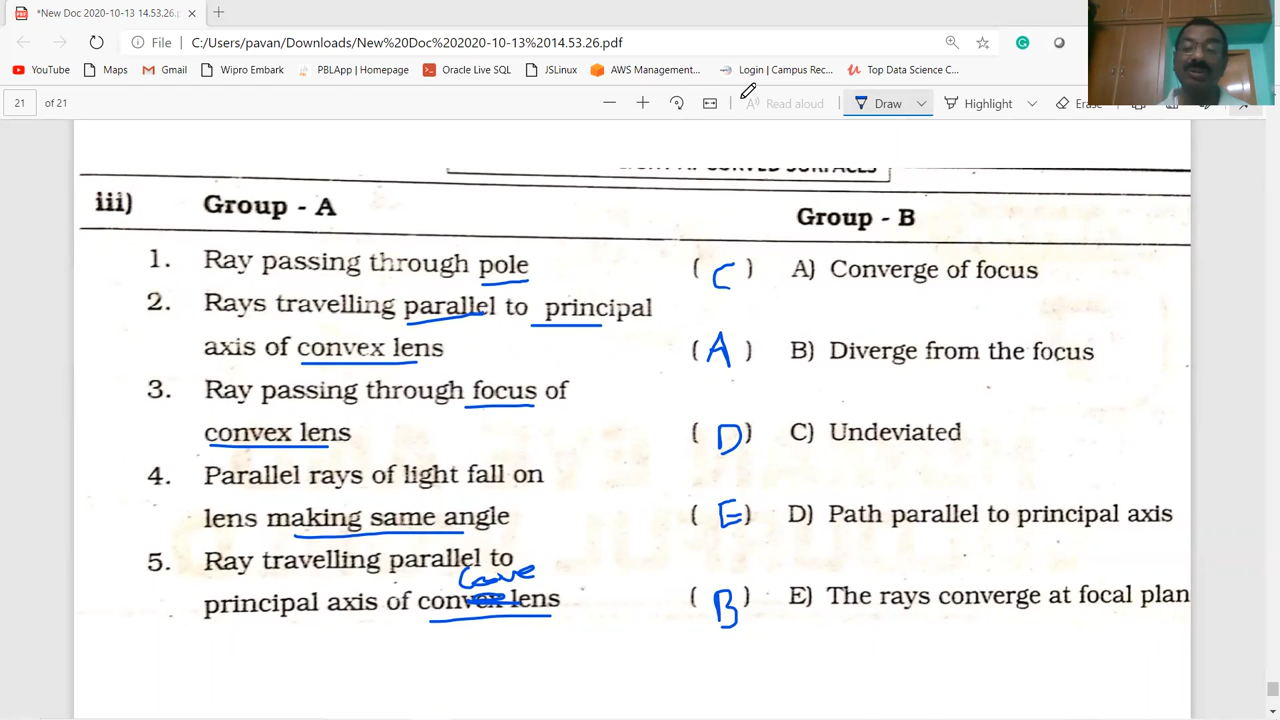 *New Doc 2020-10-13 14.53.26.p
File C:/Users/pavan/Downloads/New%20Doc%202020-10-13%2014.53.26.pdf
YouTube Maps Gmail Wipro Embark PBLApp | Homepage Oracle Live SQL JSLinux AWS Management... Login | Campus Rec... Top Data Science C...
21 of 21 Read aloud Draw Highlight Erase
LIGHT AT CURVED SURFACES
iii) Group - A Group - B
1. Ray passing through pole ( C ) A) Converge of focus
2. Rays travelling parallel to principal
axis of convex lens ( A ) B) Diverge from the focus
3. Ray passing through focus of
convex lens ( D ) C) Undeviated
4. Parallel rays of light fall on
lens making same angle ( E ) D) Path parallel to principal axis
5. Ray travelling parallel to
principal axis of convex lens ( B ) E) The rays converge at focal plan